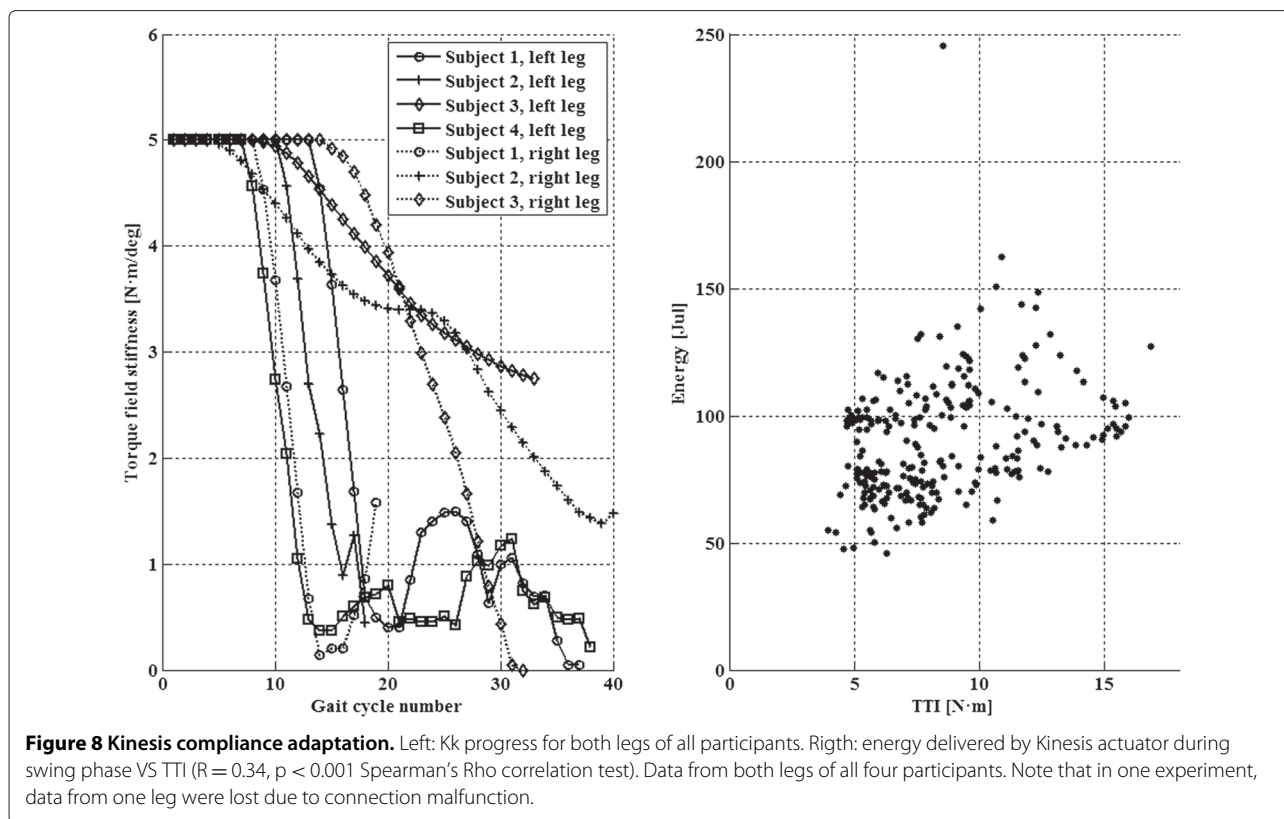 6
5
4
3
2
1
0
Torque field stiffness [N·m/deg]
0
10
20
30
40
Gait cycle number
Subject 1, left leg
Subject 2, left leg
Subject 3, left leg
Subject 4, left leg
Subject 1, right leg
Subject 2, right leg
Subject 3, right leg
250
200
150
100
50
0
Energy [Jul]
0
5
10
15
TTI [N·m]
Figure 8 Kinesis compliance adaptation. Left: Kk progress for both legs of all participants. Rigth: energy delivered by Kinesis actuator during
swing phase VS TTI (R = 0.34, p < 0.001 Spearman's Rho correlation test). Data from both legs of all four participants. Note that in one experiment,
data from one leg were lost due to connection malfunction.